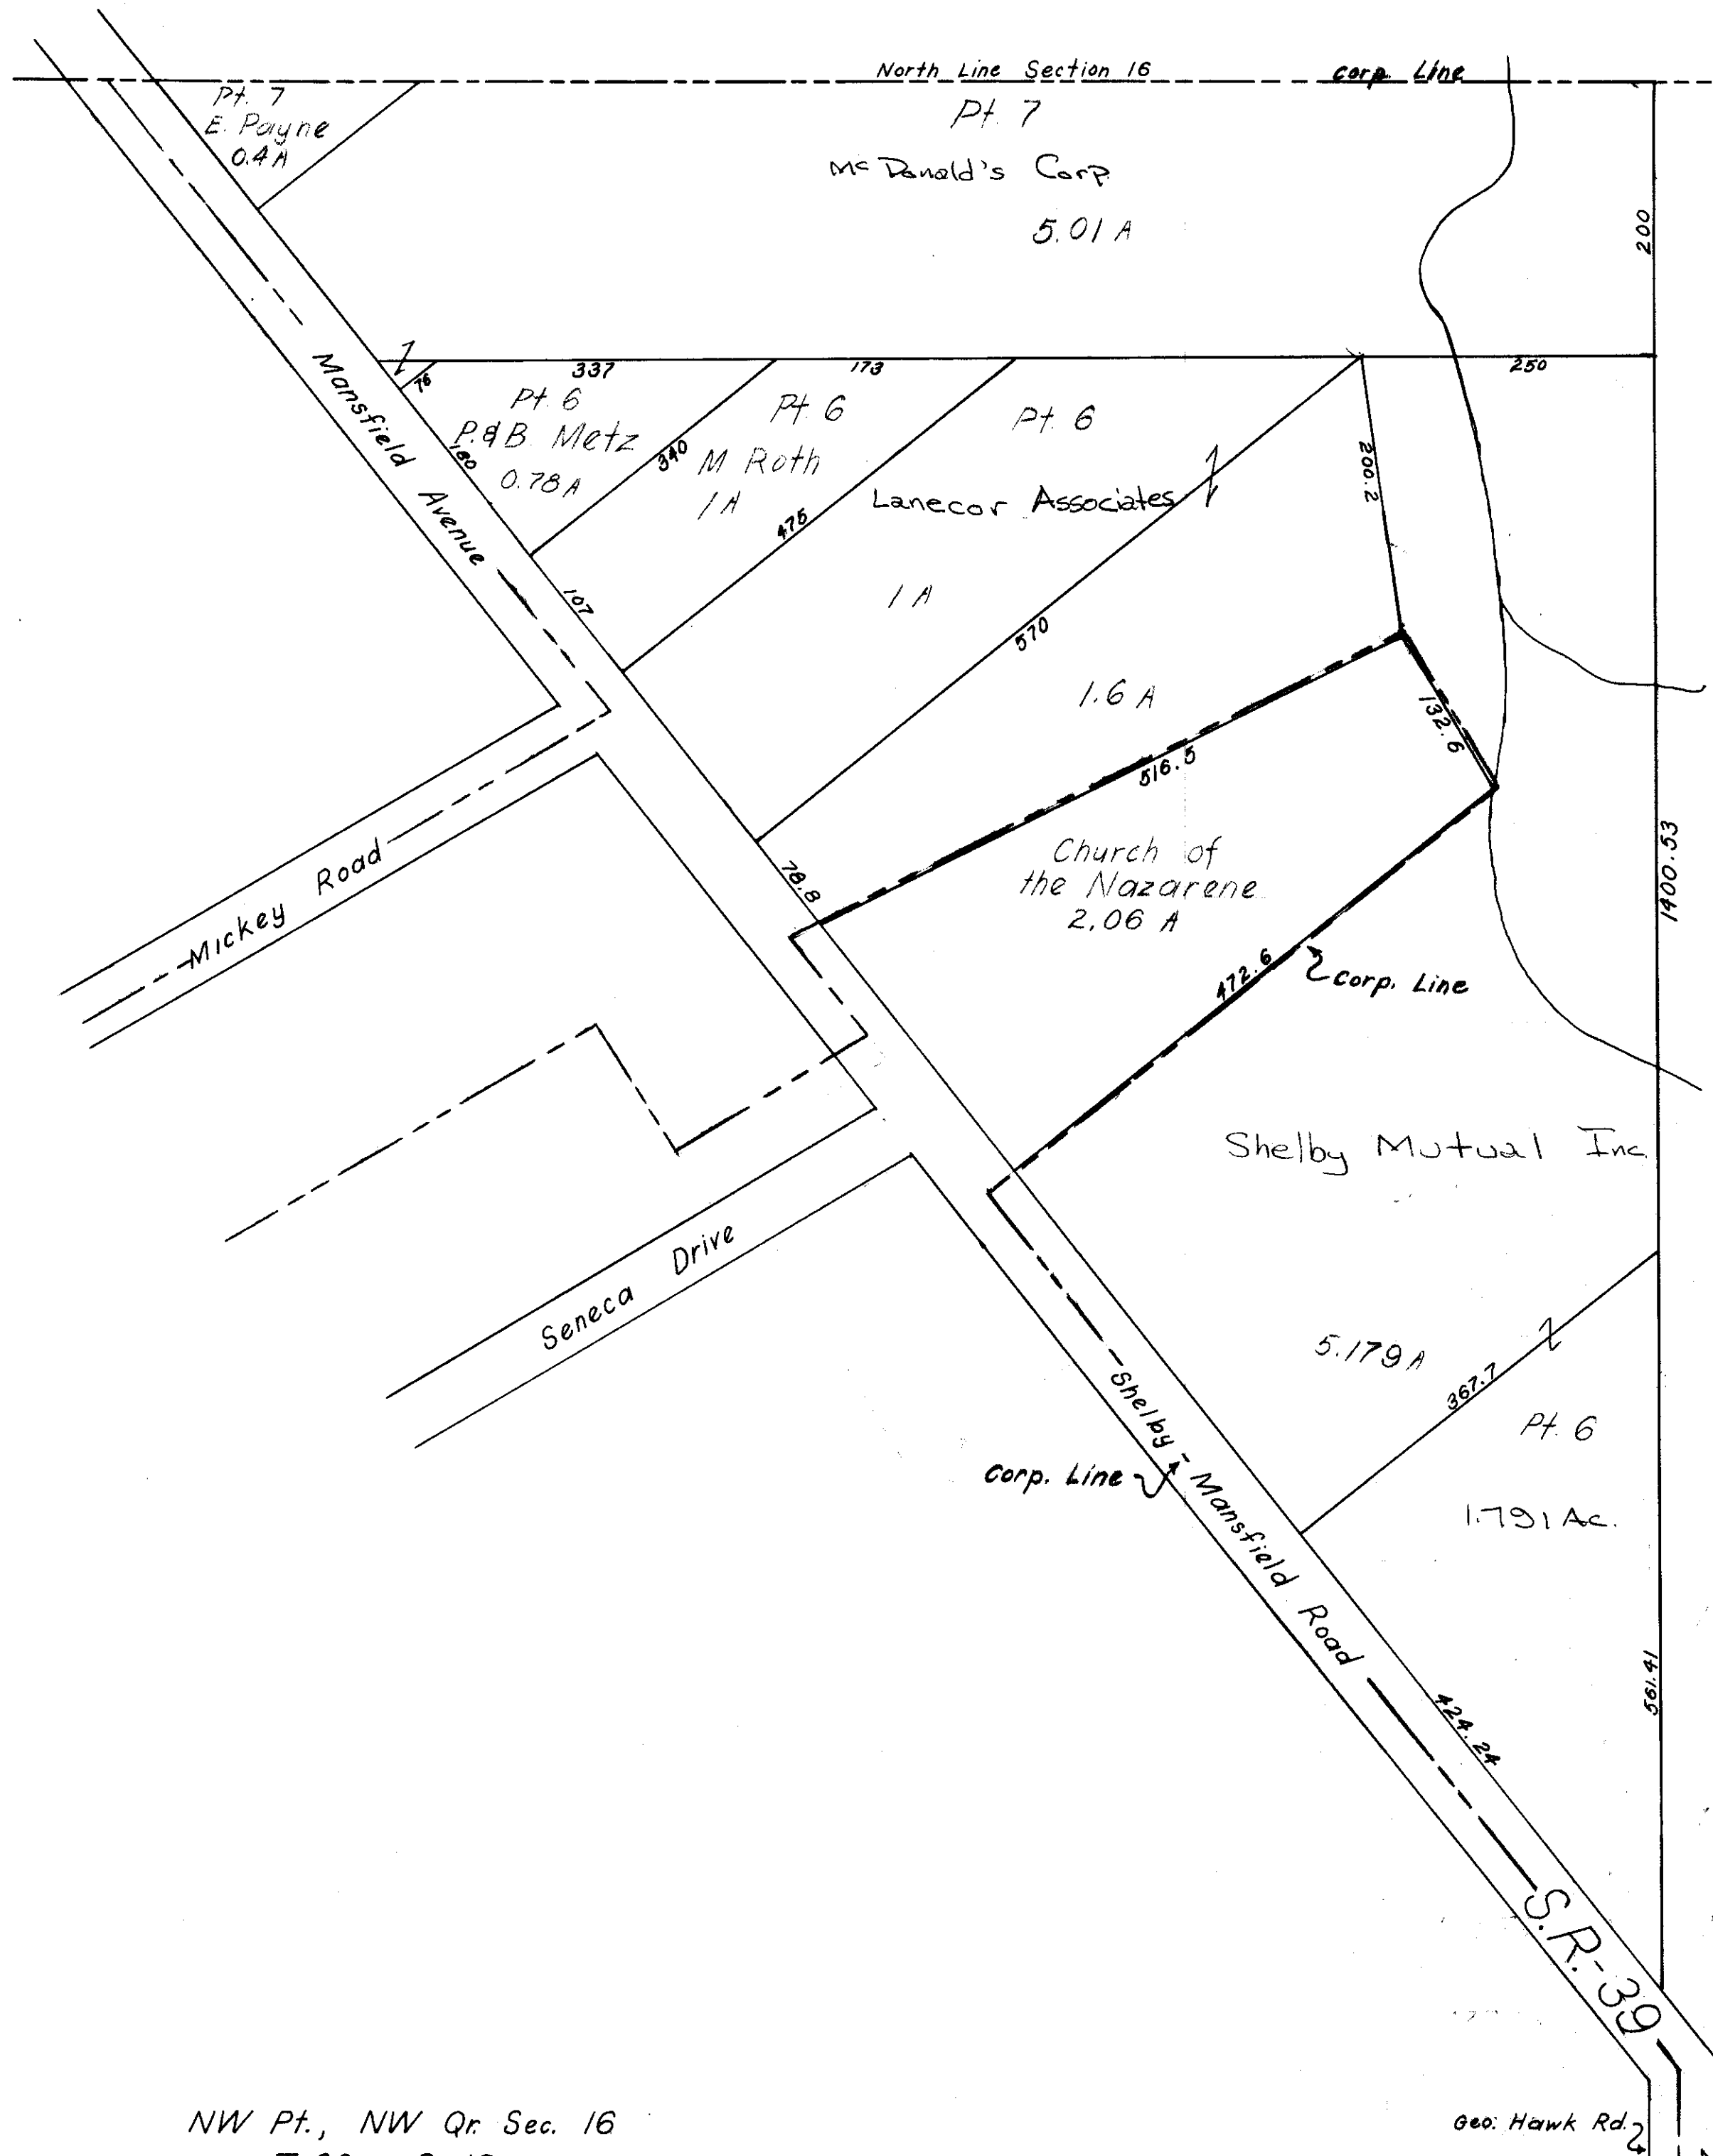 North Line Section 16
corp. Line
Pt. 7
E. Payne
0.4 A
Pt. 7
McDonald's Corp.
5.01 A
200
76
337
173
250
Pt. 6
P. & B. Metz
0.78 A
180
340
Pt. 6
M Roth
1 A
475
Pt. 6
Lanecor Associates
1 A
570
200.2
107
Mansfield Avenue
1.6 A
132.6
516.5
78.8
Church of
the Nazarene
2.06 A
1400.53
Mickey Road
472.6
Corp. Line
Shelby Mutual Inc.
Seneca Drive
5.179 A
367.7
Pt. 6
1.791 Ac.
Corp. Line
Shelby - Mansfield Road
424.24
561.41
S.R.-39
NW Pt., NW Qr. Sec. 16
Geo. Hawk Rd.